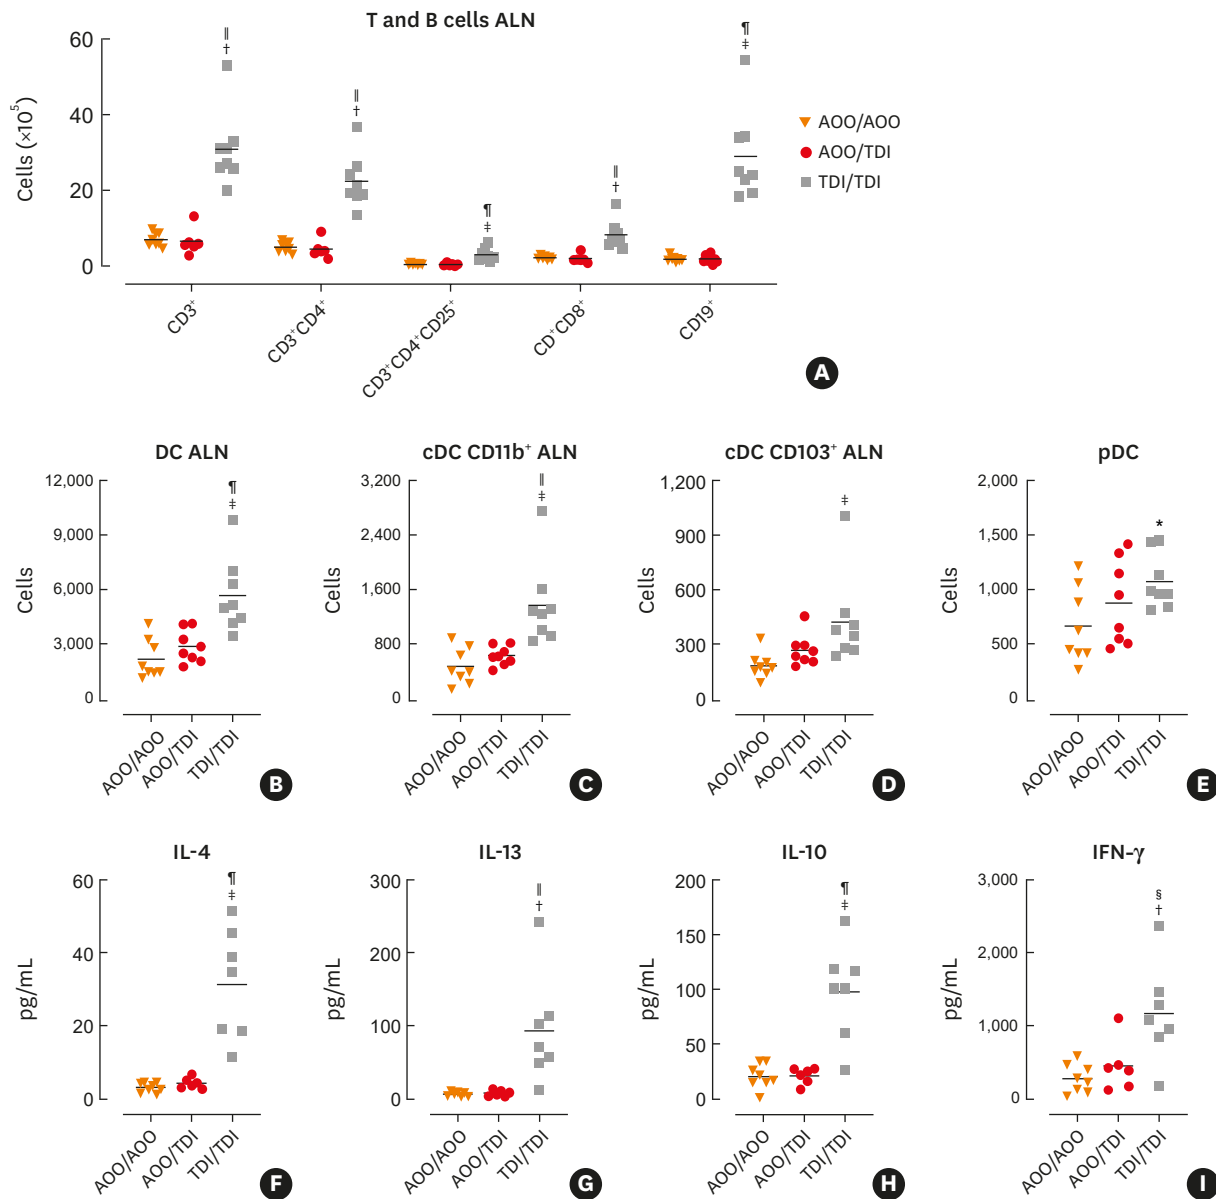 T and B cells ALN
Cells (×10⁵)
60
40
20
0
‖
†
‖
†
¶
‡
‖
†
¶
‡
AOO/AOO
AOO/TDI
TDI/TDI
CD3⁺
CD3⁺CD4⁺
CD3⁺CD4⁺CD25⁺
CD⁺CD8⁺
CD19⁺
A
DC ALN
Cells
12,000
9,000
6,000
3,000
0
¶
‡
AOO/AOO
AOO/TDI
TDI/TDI
B
cDC CD11b⁺ ALN
Cells
3,200
2,400
1,600
800
0
‖
‡
AOO/AOO
AOO/TDI
TDI/TDI
C
cDC CD103⁺ ALN
Cells
1,200
900
600
300
0
‡
AOO/AOO
AOO/TDI
TDI/TDI
D
pDC
Cells
2,000
1,500
1,000
500
0
*
AOO/AOO
AOO/TDI
TDI/TDI
E
IL-4
pg/mL
60
40
20
0
¶
‡
AOO/AOO
AOO/TDI
TDI/TDI
F
IL-13
pg/mL
300
200
100
0
‖
†
AOO/AOO
AOO/TDI
TDI/TDI
G
IL-10
pg/mL
200
150
100
50
0
¶
‡
AOO/AOO
AOO/TDI
TDI/TDI
H
IFN-γ
pg/mL
3,000
2,000
1,000
0
§
†
AOO/AOO
AOO/TDI
TDI/TDI
I